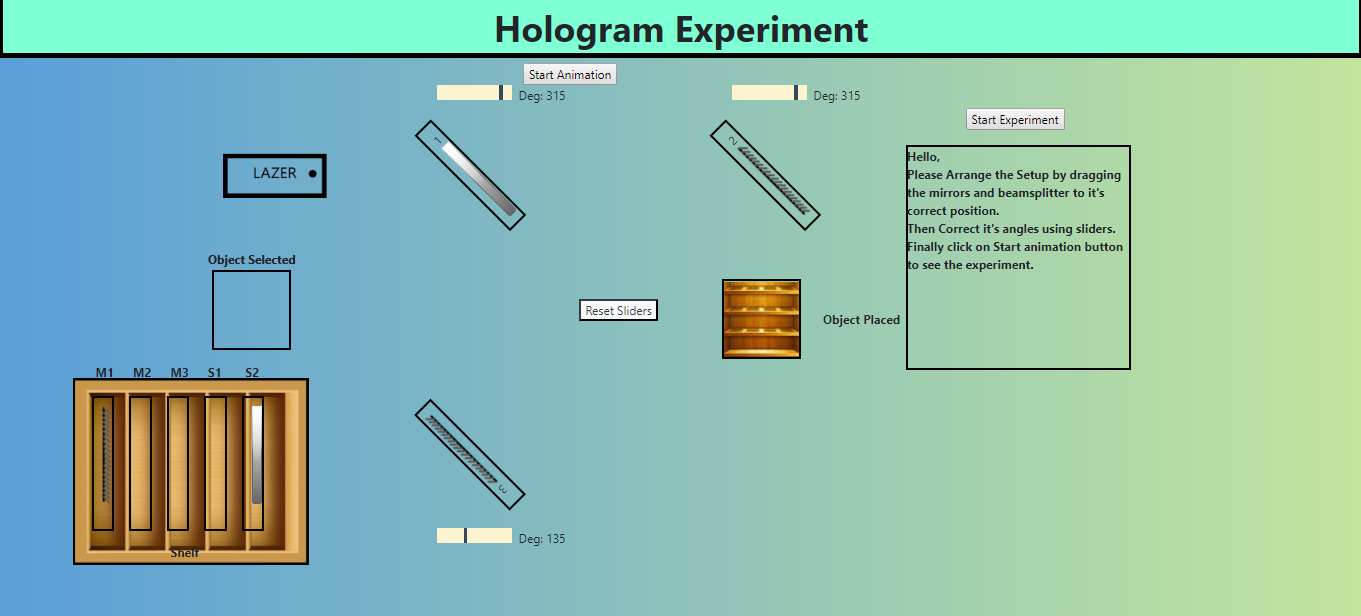 Hologram Experiment
Start Animation
Deg: 315
Deg: 315
Start Experiment
1
2
LAZER
Hello,
Please Arrange the Setup by dragging
the mirrors and beamsplitter to it's
correct position.
Then Correct it's angles using sliders.
Finally click on Start animation button
to see the experiment.
Object Selected
Reset Sliders
Object Placed
M1 M2 M3 S1 S2
3
Shelf
Deg: 135